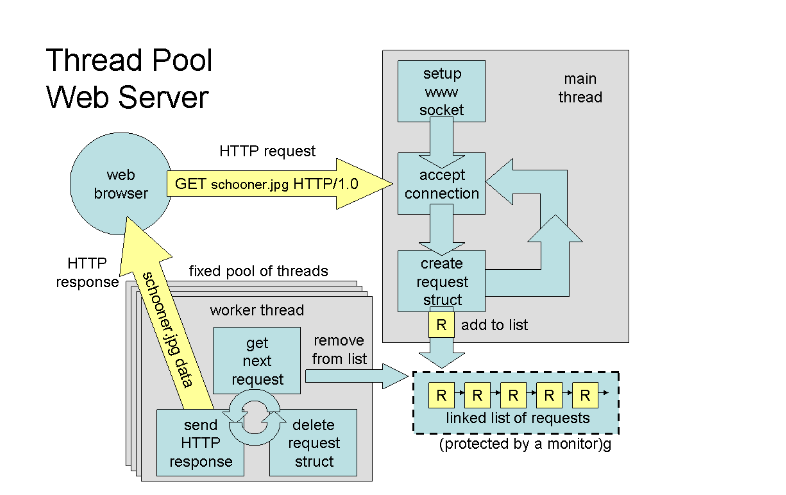 Thread Pool
Web Server
setup
www
socket
main
thread
HTTP request
web
browser
GET schooner.jpg HTTP/1.0
accept
connection
HTTP
response
schooner.jpg data
create
request
struct
R
add to list
fixed pool of threads
worker thread
get
next
request
remove
from list
R
R
R
R
R
linked list of requests
(protected by a monitor)g
send
HTTP
response
delete
request
struct